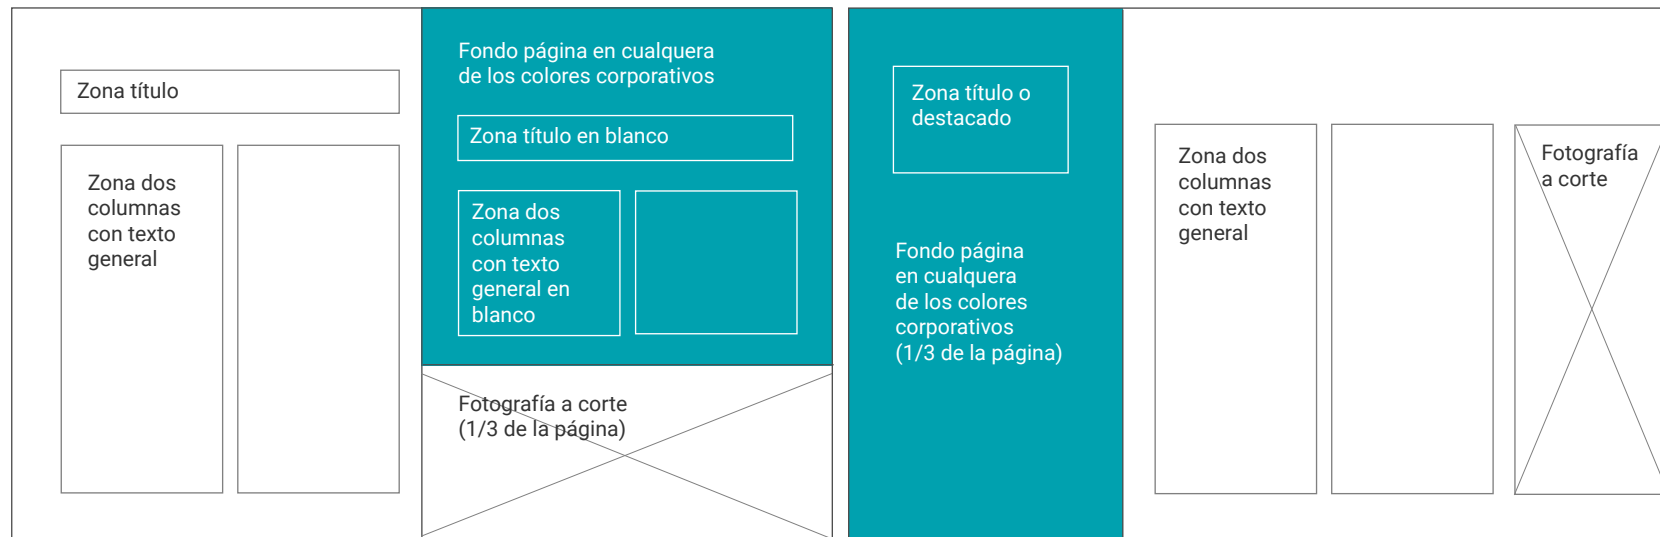 Zona título
Zona dos
columnas
con texto
general
Fondo página en cualquera
de los colores corporativos
Zona título en blanco
Zona dos
columnas
con texto
general en
blanco
Fotografía a corte
(1/3 de la página)
Zona título o
destacado
Fondo página
en cualquera
de los colores
corporativos
(1/3 de la página)
Zona dos
columnas
con texto
general
Fotografía
a corte